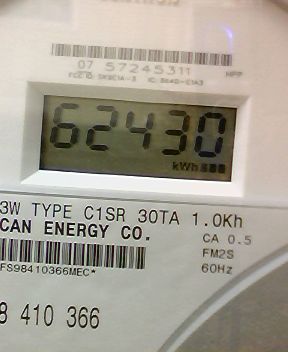 07 57245311
HPP
62430
kWh
3W TYPE C1SR 30TA 1.0Kh
CAN ENERGY CO.
CA 0.5
FM2S
60Hz
FS98410366MEC*
8 410 366